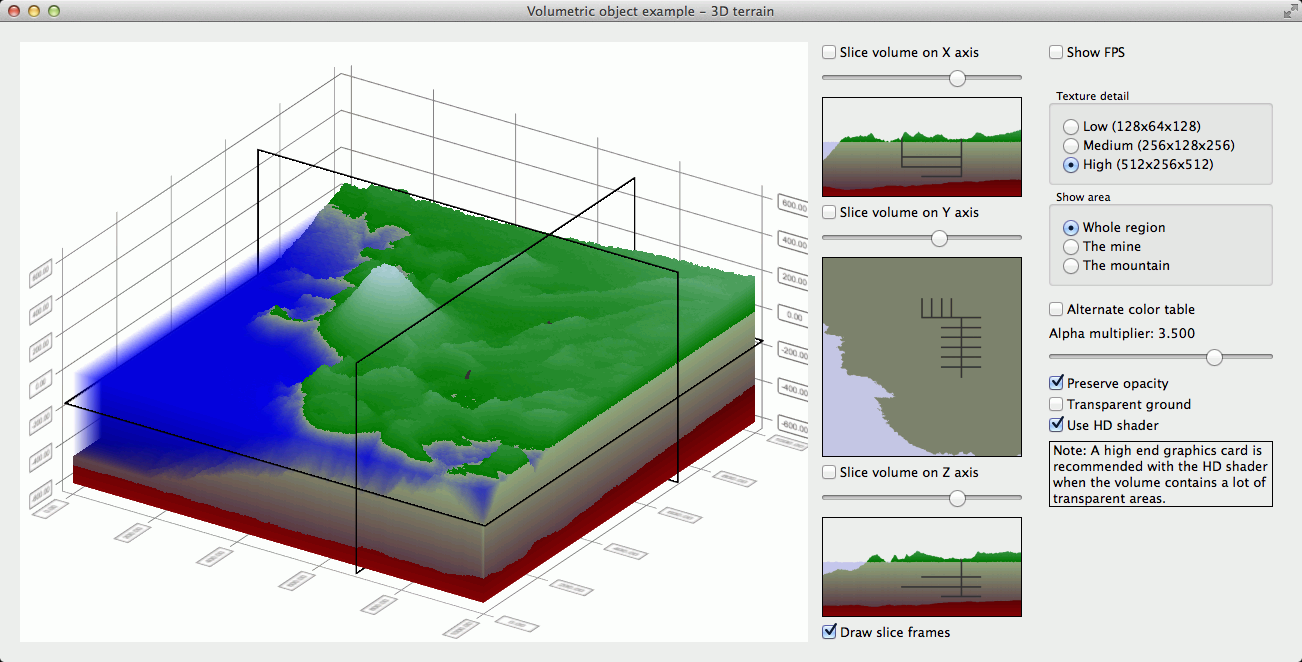 Volumetric object example – 3D terrain
600.00
400.00
200.00
0.00
-200.00
-400.00
-600.00
Slice volume on X axis
Slice volume on Y axis
Slice volume on Z axis
Draw slice frames
Show FPS
Texture detail
Low (128x64x128)
Medium (256x128x256)
High (512x256x512)
Show area
Whole region
The mine
The mountain
Alternate color table
Alpha multiplier: 3.500
Preserve opacity
Transparent ground
Use HD shader
Note: A high end graphics card is
recommended with the HD shader
when the volume contains a lot of
transparent areas.